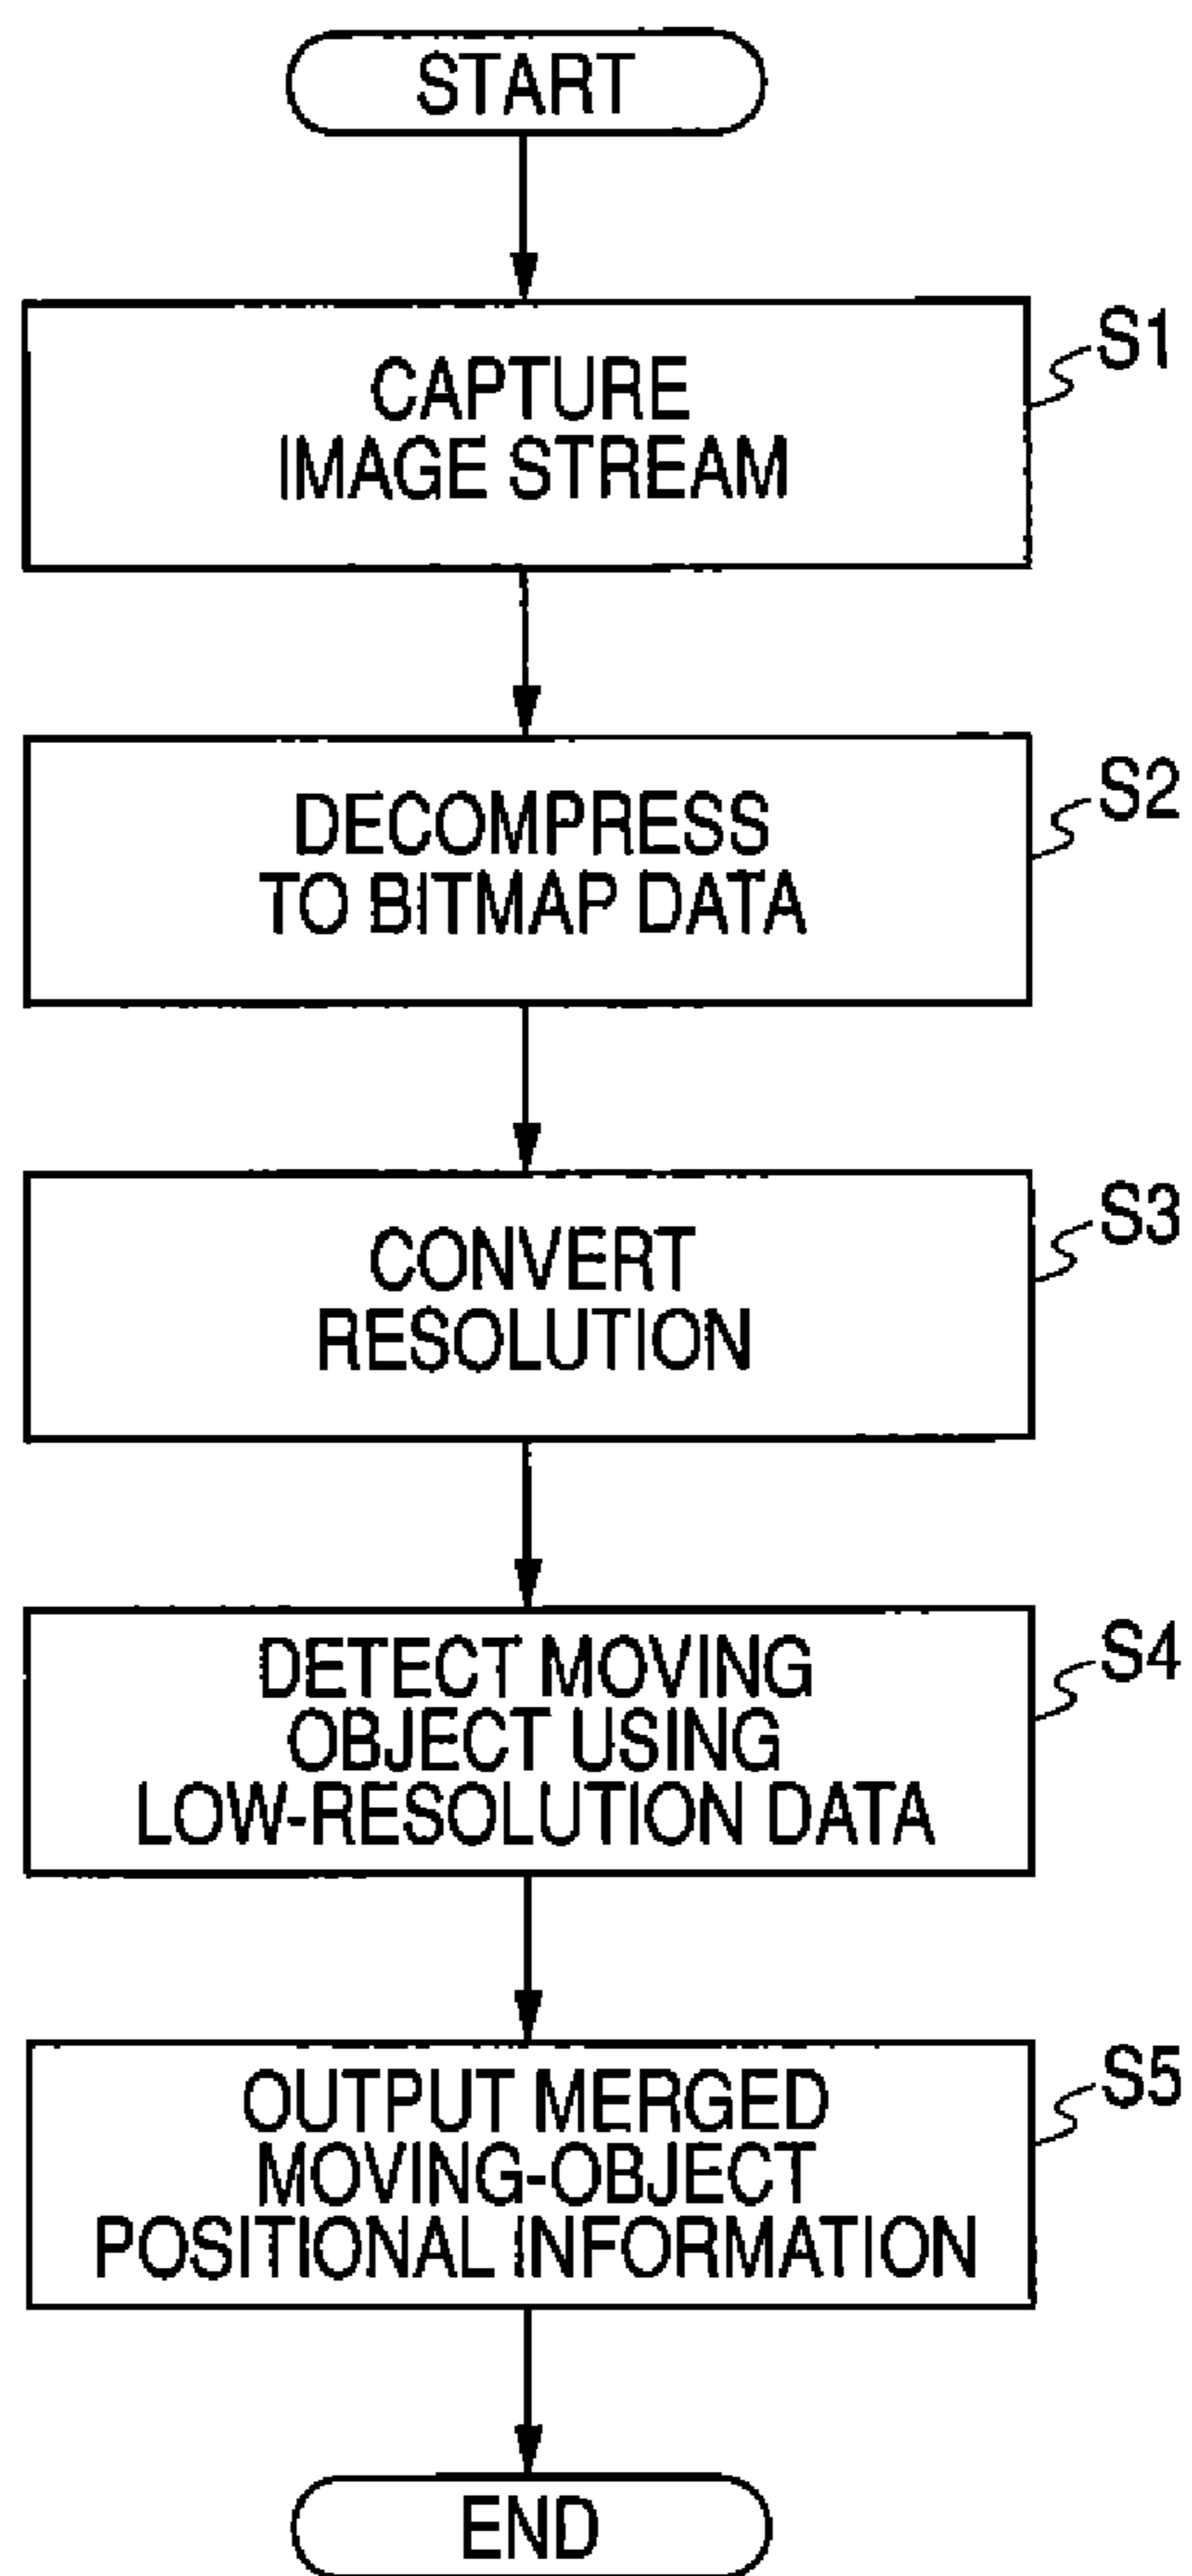 START
CAPTURE
IMAGE STREAM
S1
DECOMPRESS
TO BITMAP DATA
S2
CONVERT
RESOLUTION
S3
DETECT MOVING
OBJECT USING
LOW-RESOLUTION DATA
S4
OUTPUT MERGED
MOVING-OBJECT
POSITIONAL INFORMATION
S5
END